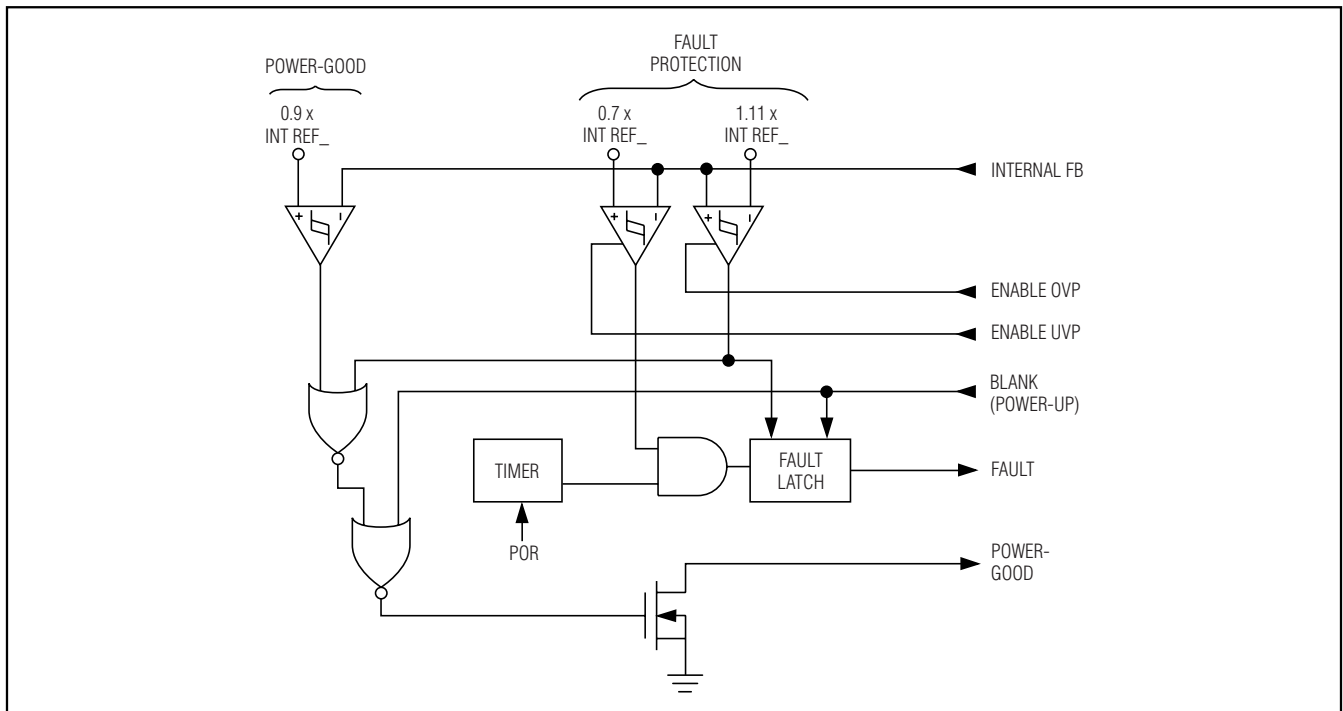 POWER-GOOD
0.9 x
INT REF_
FAULT
PROTECTION
0.7 x
INT REF_
1.11 x
INT REF_
+
–
+
–
+
–
INTERNAL FB
ENABLE OVP
ENABLE UVP
BLANK
(POWER-UP)
TIMER
POR
FAULT
LATCH
FAULT
POWER-
GOOD